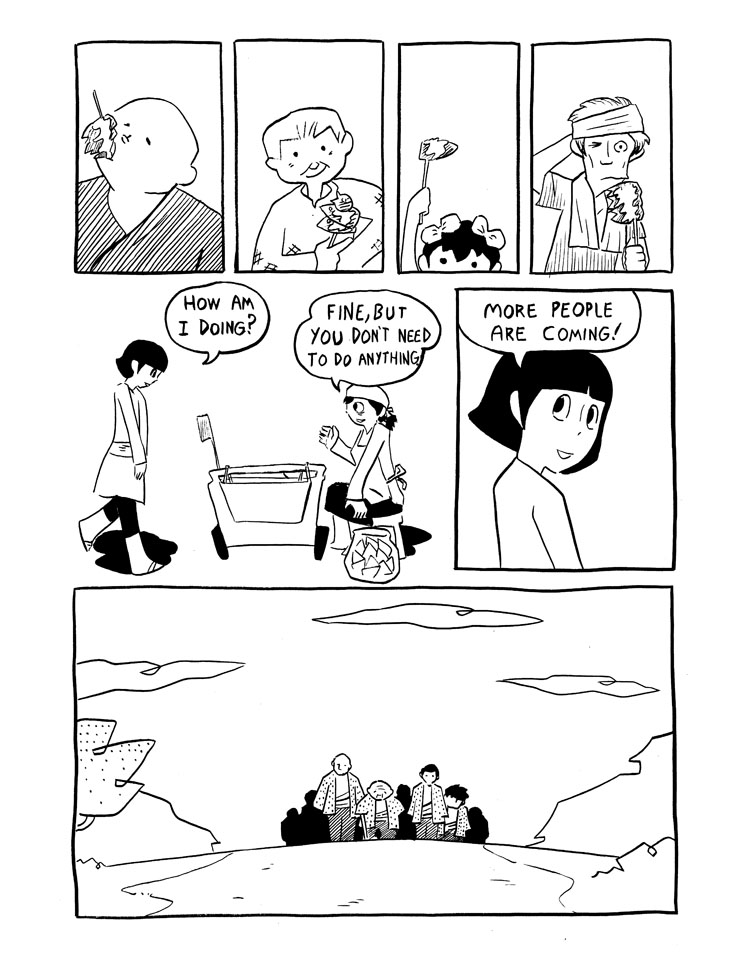 HOW AM
I DOING?
FINE, BUT
YOU DON'T NEED
TO DO ANYTHING
MORE PEOPLE
ARE COMING!